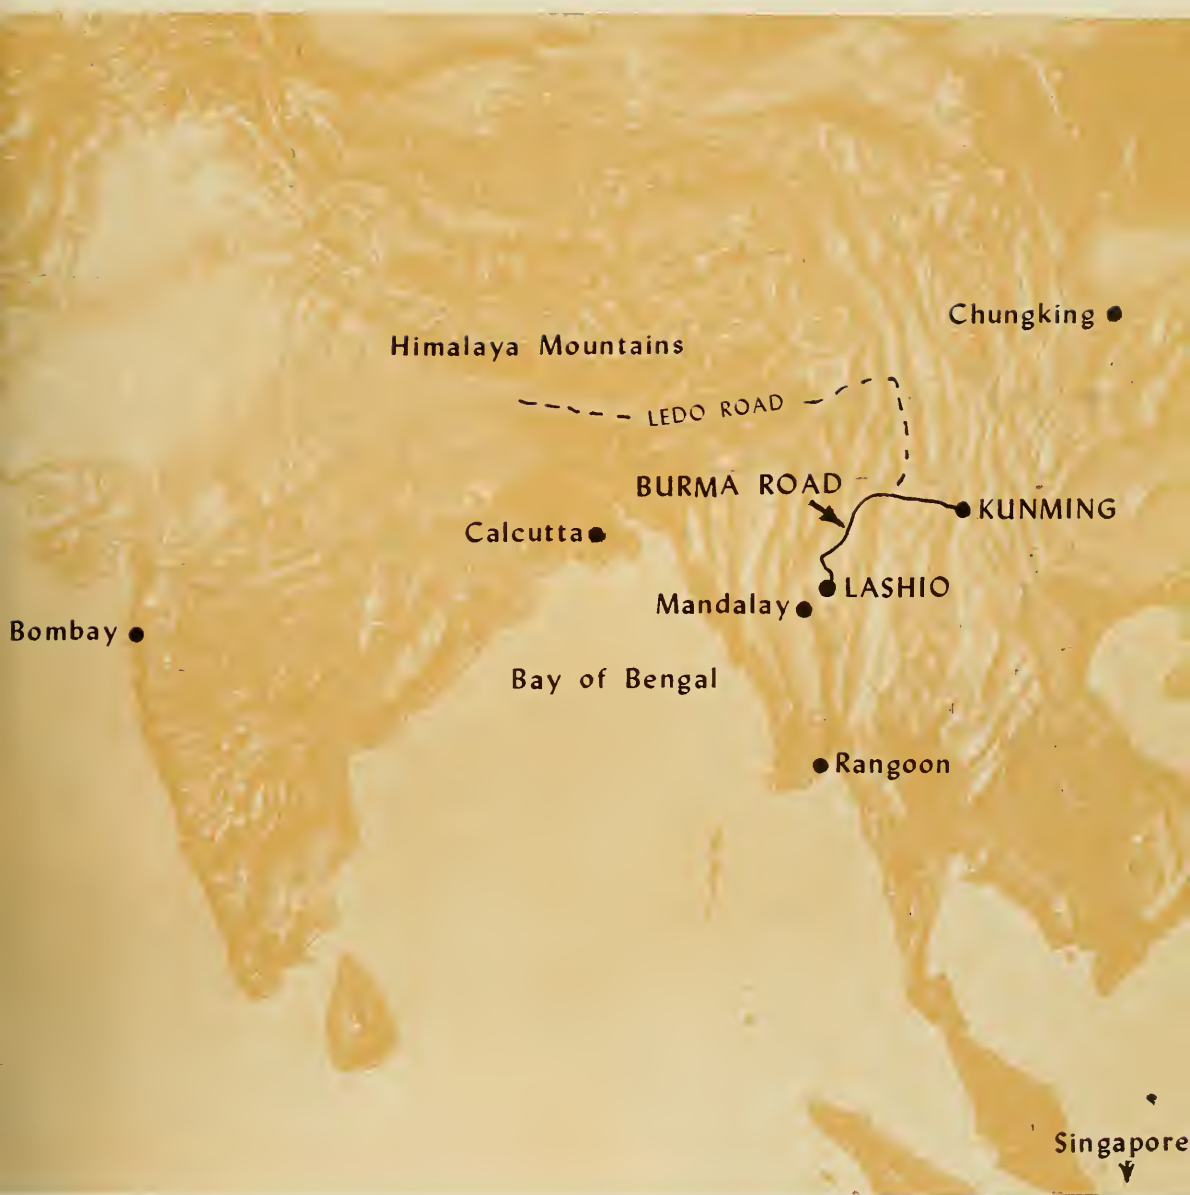 Chungking
Himalaya Mountains
LEDO ROAD
BURMA ROAD
KUNMING
Calcutta
LASHIO
Mandalay
Bombay
Bay of Bengal
Rangoon
Singapore